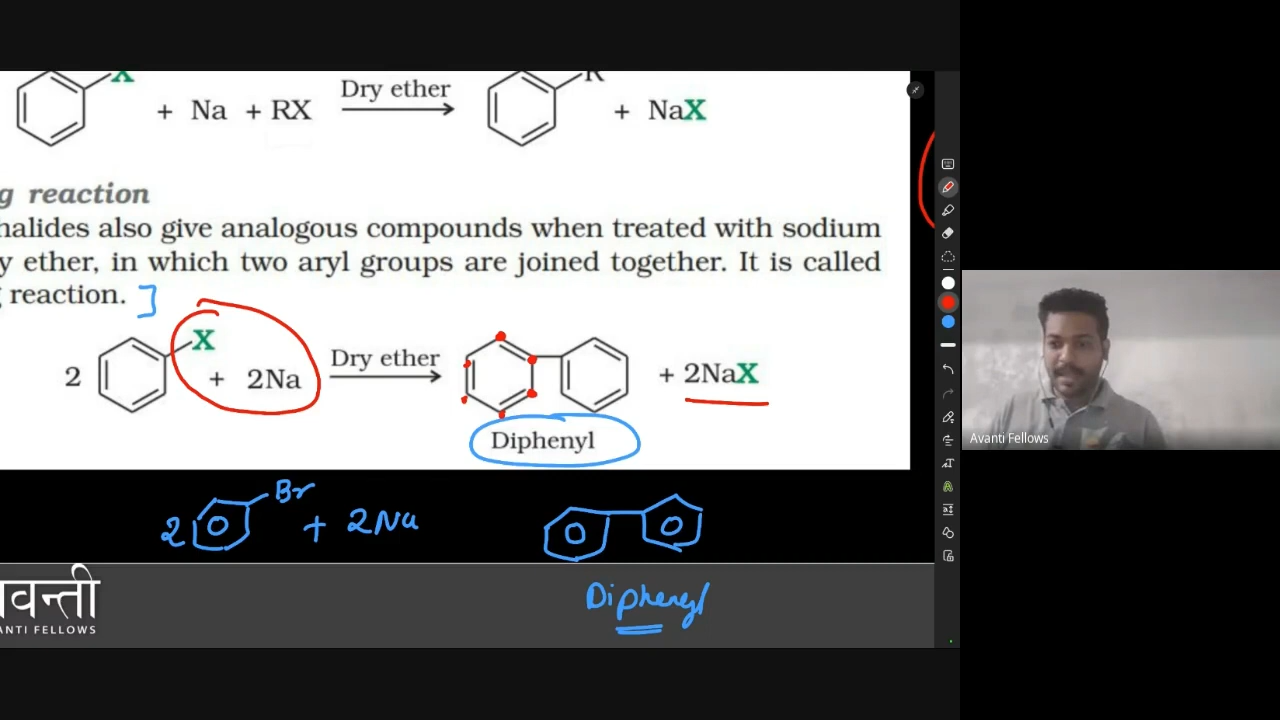 X
R
+ Na + RX Dry ether + NaX
g reaction
halides also give analogous compounds when treated with sodium
y ether, in which two aryl groups are joined together. It is called
reaction.
X
2 + 2Na Dry ether + 2NaX
Diphenyl
Br
2 + 2Na
Diphenyl
वन्ती
ANTI FELLOWS
Avanti Fellows